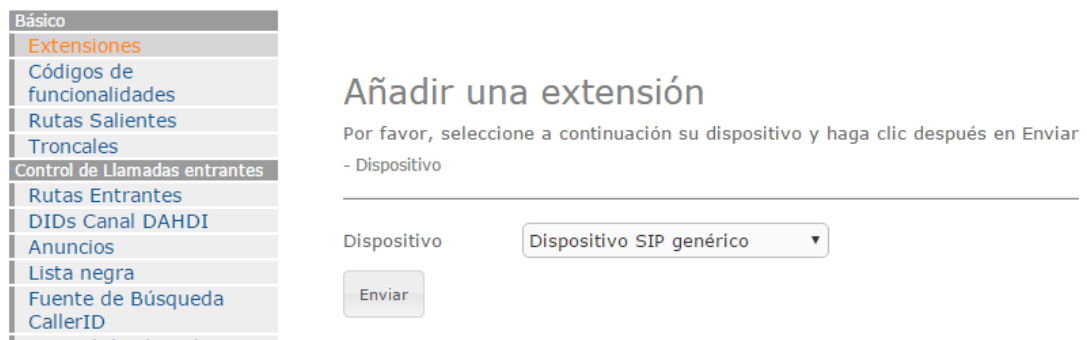 Básico
Extensiones
Códigos de
funcionalidades
Rutas Salientes
Troncales
Control de Llamadas entrantes
Rutas Entrantes
DIDs Canal DAHDI
Anuncios
Lista negra
Fuente de Búsqueda
CallerID
Añadir una extensión
Por favor, seleccione a continuación su dispositivo y haga clic después en Enviar
- Dispositivo
Dispositivo Dispositivo SIP genérico
Enviar